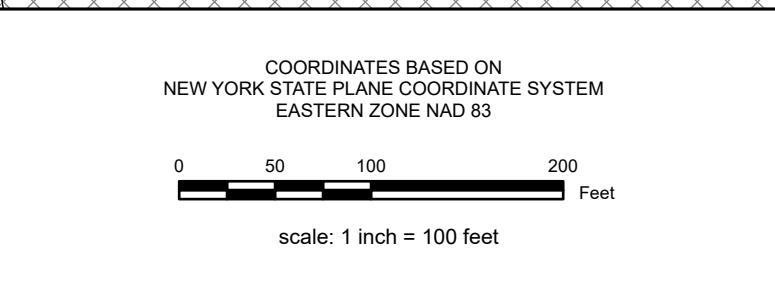 COORDINATES BASED ON
NEW YORK STATE PLANE COORDINATE SYSTEM
EASTERN ZONE NAD 83
0 50 100 200
Feet
scale: 1 inch = 100 feet